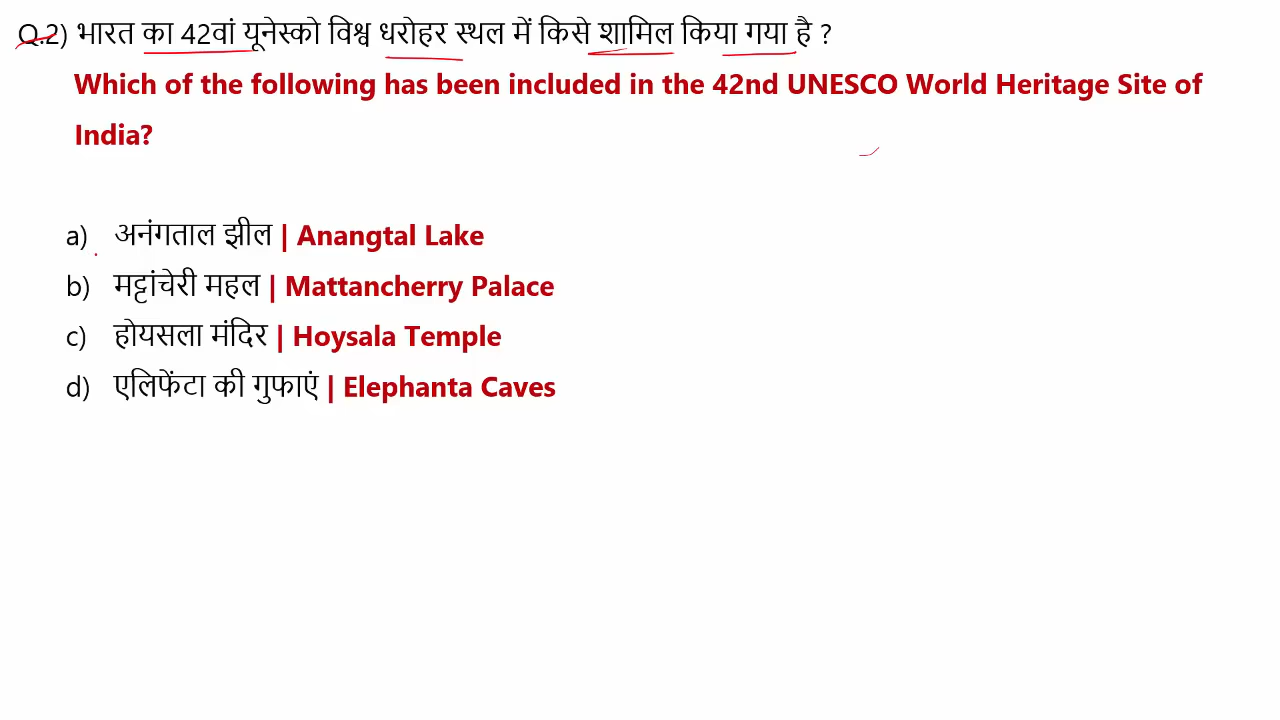 Q.2) भारत का 42वां यूनेस्को विश्व धरोहर स्थल में किसे शामिल किया गया है ?
Which of the following has been included in the 42nd UNESCO World Heritage Site of
India?
a) अनंगताल झील | Anangtal Lake
b) मट्टांचेरी महल | Mattancherry Palace
c) होयसला मंदिर | Hoysala Temple
d) एलिफेंटा की गुफाएं | Elephanta Caves